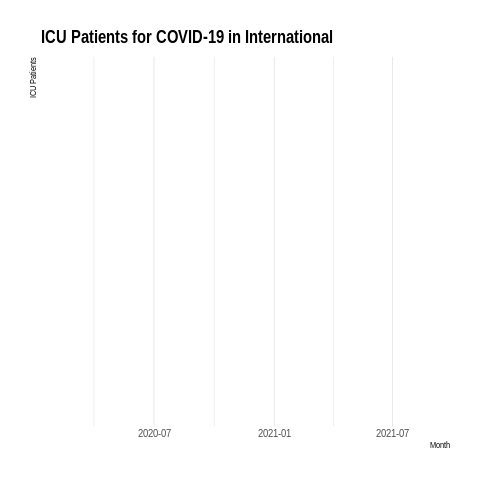 ICU Patients for COVID-19 in International
ICU Patients
2020-07
2021-01
2021-07
Month